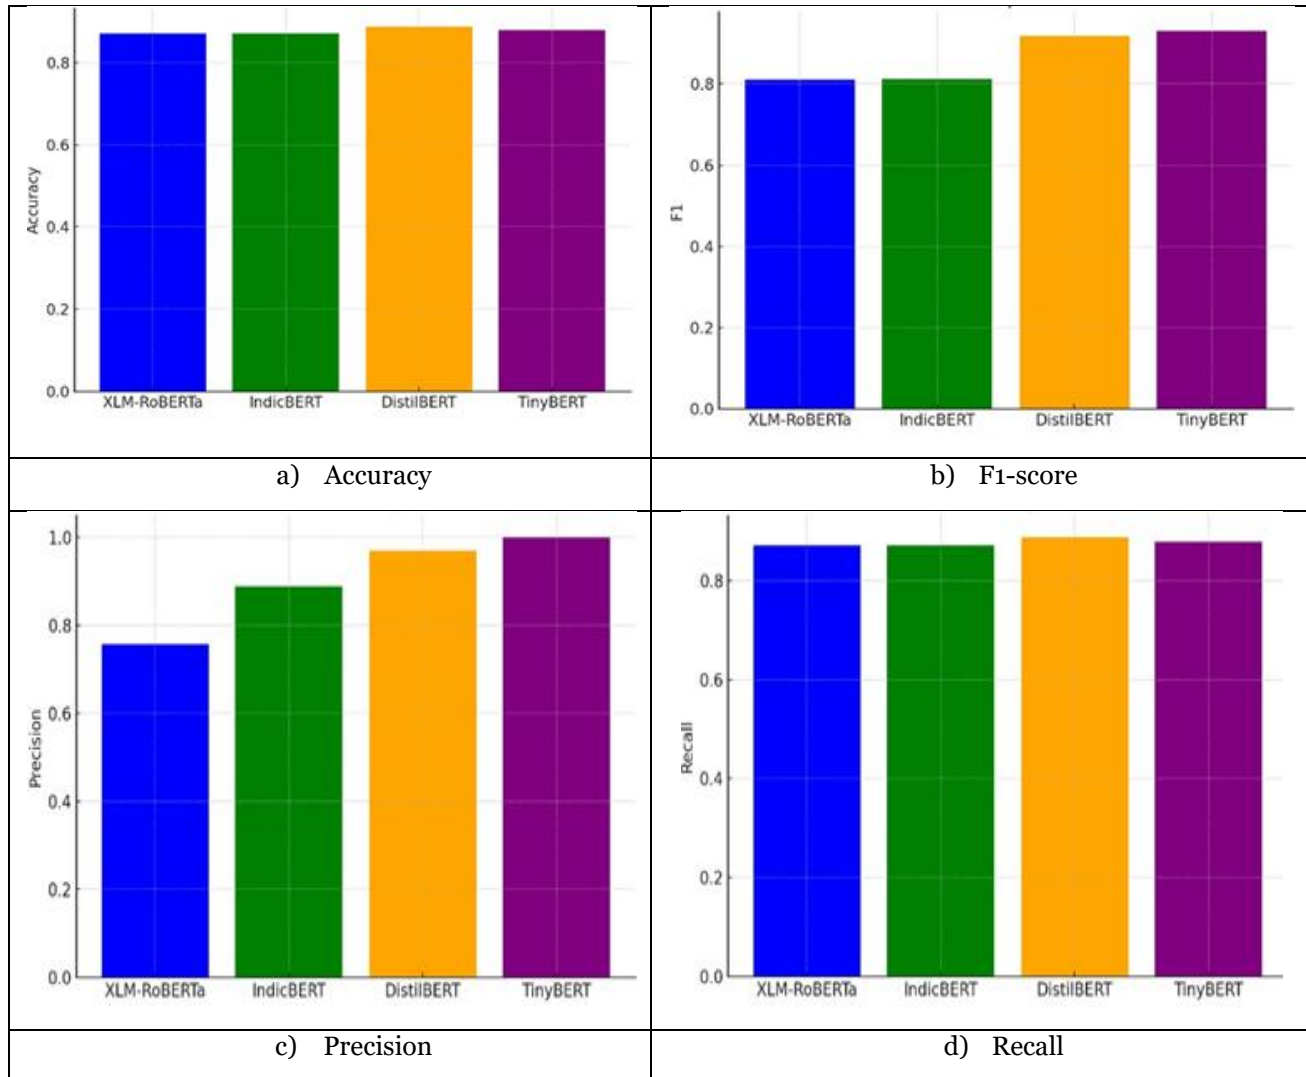 Accuracy
0.8
0.6
0.4
0.2
0.0
XLM-RoBERTa IndicBERT DistilBERT TinyBERT
F1
0.8
0.6
0.4
0.2
0.0
XLM-RoBERTa IndicBERT DistilBERT TinyBERT
a) Accuracy
b) F1-score
Precision
1.0
0.8
0.6
0.4
0.2
0.0
XLM-RoBERTa IndicBERT DistilBERT TinyBERT
Recall
0.8
0.6
0.4
0.2
0.0
XLM-RoBERTa IndicBERT DistilBERT TinyBERT
c) Precision
d) Recall